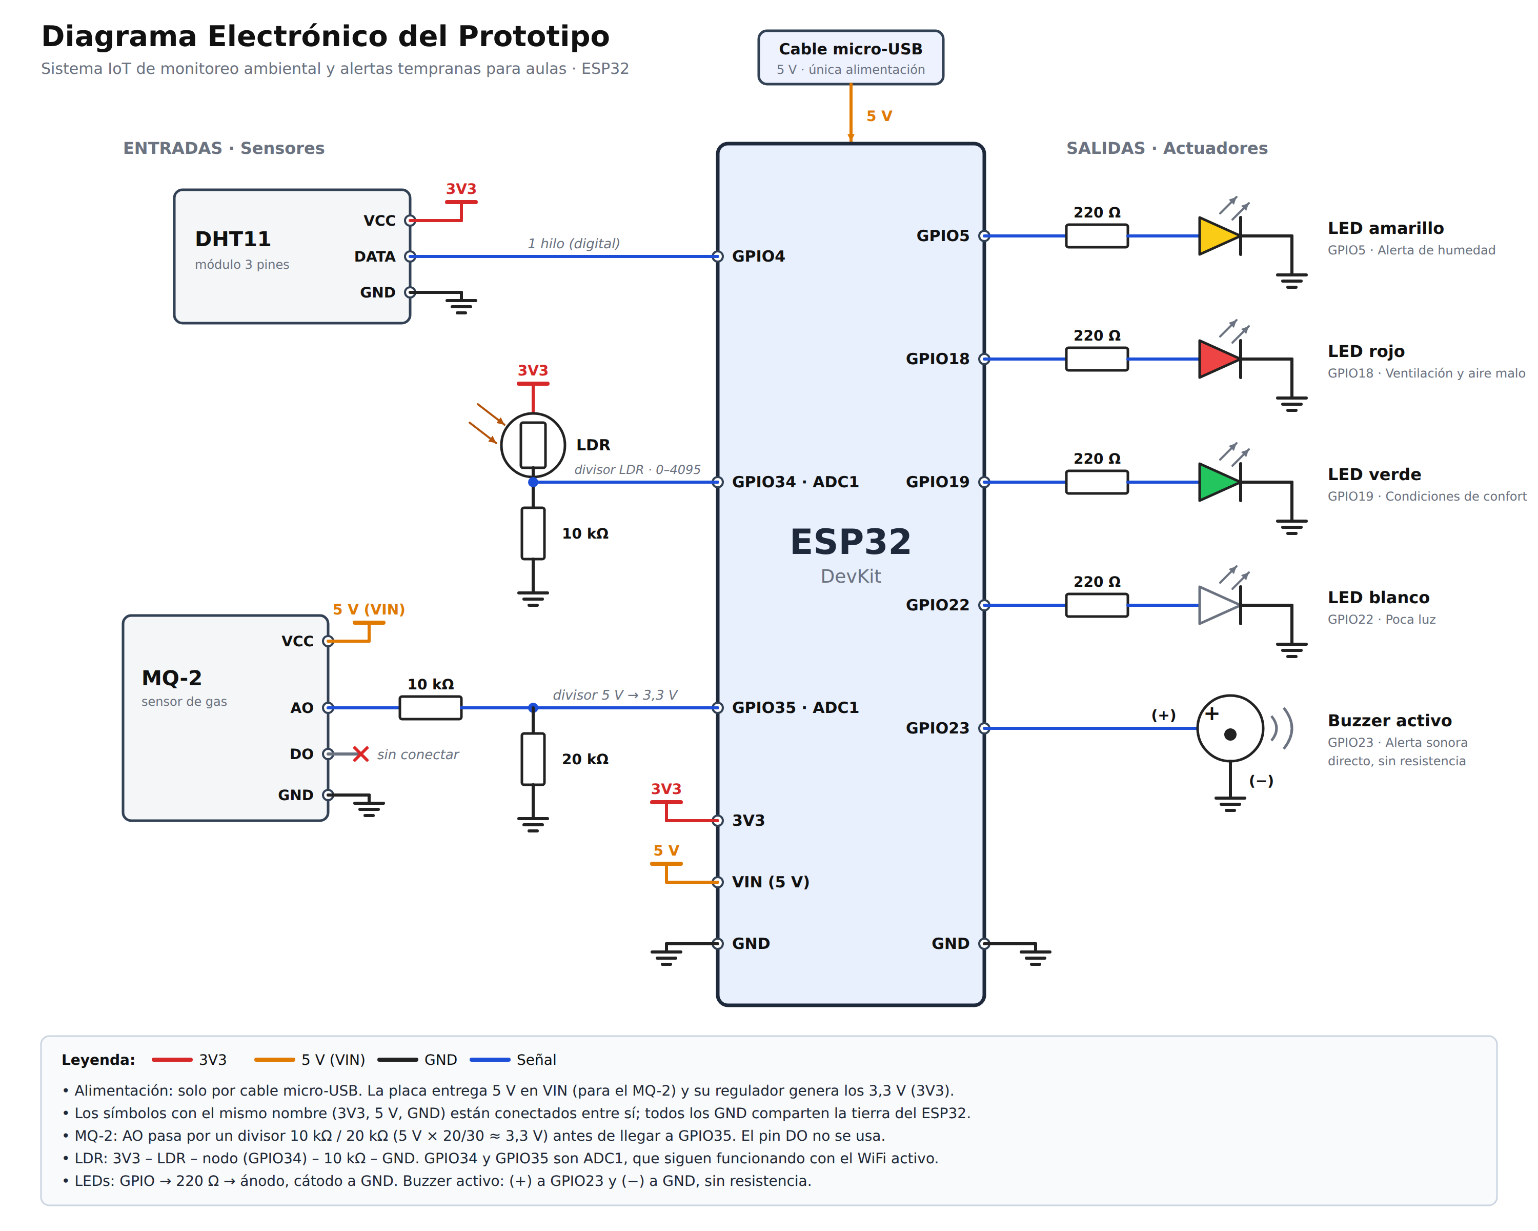 Diagrama Electrónico del Prototipo
Sistema IoT de monitoreo ambiental y alertas tempranas para aulas · ESP32
Cable micro-USB
5 V · única alimentación
5 V
ENTRADAS · Sensores
SALIDAS · Actuadores
DHT11
módulo 3 pines
VCC
DATA
GND
3V3
1 hilo (digital)
GPIO4
3V3
LDR
divisor LDR · 0–4095
GPIO34 · ADC1
10 kΩ
MQ-2
sensor de gas
5 V (VIN)
VCC
AO
DO
GND
10 kΩ
divisor 5 V → 3,3 V
GPIO35 · ADC1
sin conectar
20 kΩ
3V3
3V3
5 V
VIN (5 V)
GND
ESP32
DevKit
GPIO5
220 Ω
LED amarillo
GPIO5 · Alerta de humedad
GPIO18
220 Ω
LED rojo
GPIO18 · Ventilación y aire malo
GPIO19
220 Ω
LED verde
GPIO19 · Condiciones de confort
GPIO22
220 Ω
LED blanco
GPIO22 · Poca luz
GPIO23
(+)
+
(−)
Buzzer activo
GPIO23 · Alerta sonora
directo, sin resistencia
GND
Leyenda: 3V3 5 V (VIN) GND Señal
• Alimentación: solo por cable micro-USB. La placa entrega 5 V en VIN (para el MQ-2) y su regulador genera los 3,3 V (3V3).
• Los símbolos con el mismo nombre (3V3, 5 V, GND) están conectados entre sí; todos los GND comparten la tierra del ESP32.
• MQ-2: AO pasa por un divisor 10 kΩ / 20 kΩ (5 V × 20/30 ≈ 3,3 V) antes de llegar a GPIO35. El pin DO no se usa.
• LDR: 3V3 – LDR – nodo (GPIO34) – 10 kΩ – GND. GPIO34 y GPIO35 son ADC1, que siguen funcionando con el WiFi activo.
• LEDs: GPIO → 220 Ω → ánodo, cátodo a GND. Buzzer activo: (+) a GPIO23 y (−) a GND, sin resistencia.